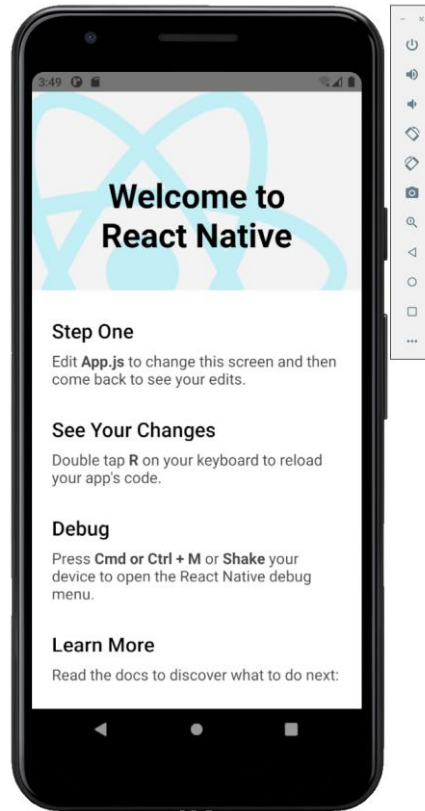 3:49
Welcome to
React Native
Step One
Edit App.js to change this screen and then
come back to see your edits.
See Your Changes
Double tap R on your keyboard to reload
your app's code.
Debug
Press Cmd or Ctrl + M or Shake your
device to open the React Native debug
menu.
Learn More
Read the docs to discover what to do next: